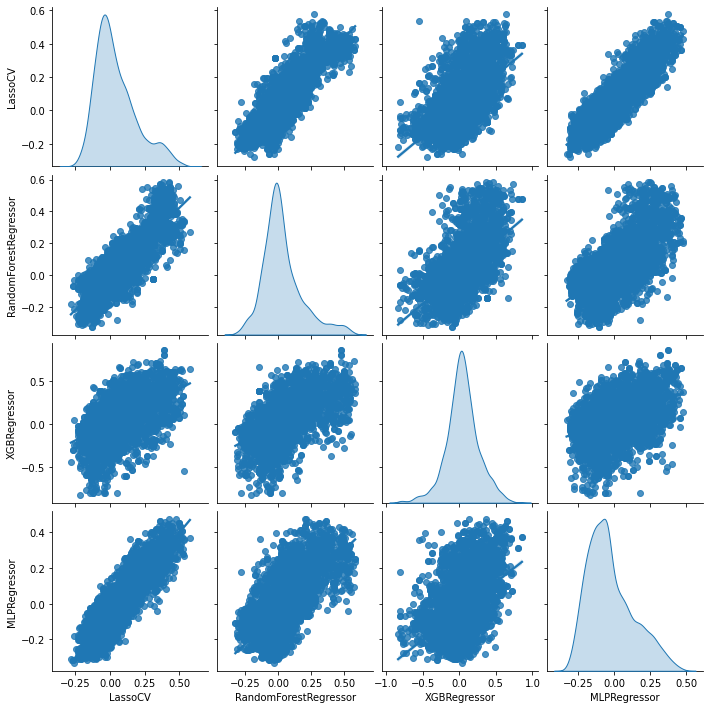 LassoCV
0.6
0.4
0.2
0.0
−0.2
RandomForestRegressor
0.6
0.4
0.2
0.0
−0.2
XGBRegressor
0.5
0.0
−0.5
MLPRegressor
0.4
0.2
0.0
−0.2
−0.25 0.00 0.25 0.50
−0.25 0.00 0.25 0.50
−1.0 −0.5 0.0 0.5 1.0
−0.25 0.00 0.25 0.50
LassoCV RandomForestRegressor XGBRegressor MLPRegressor